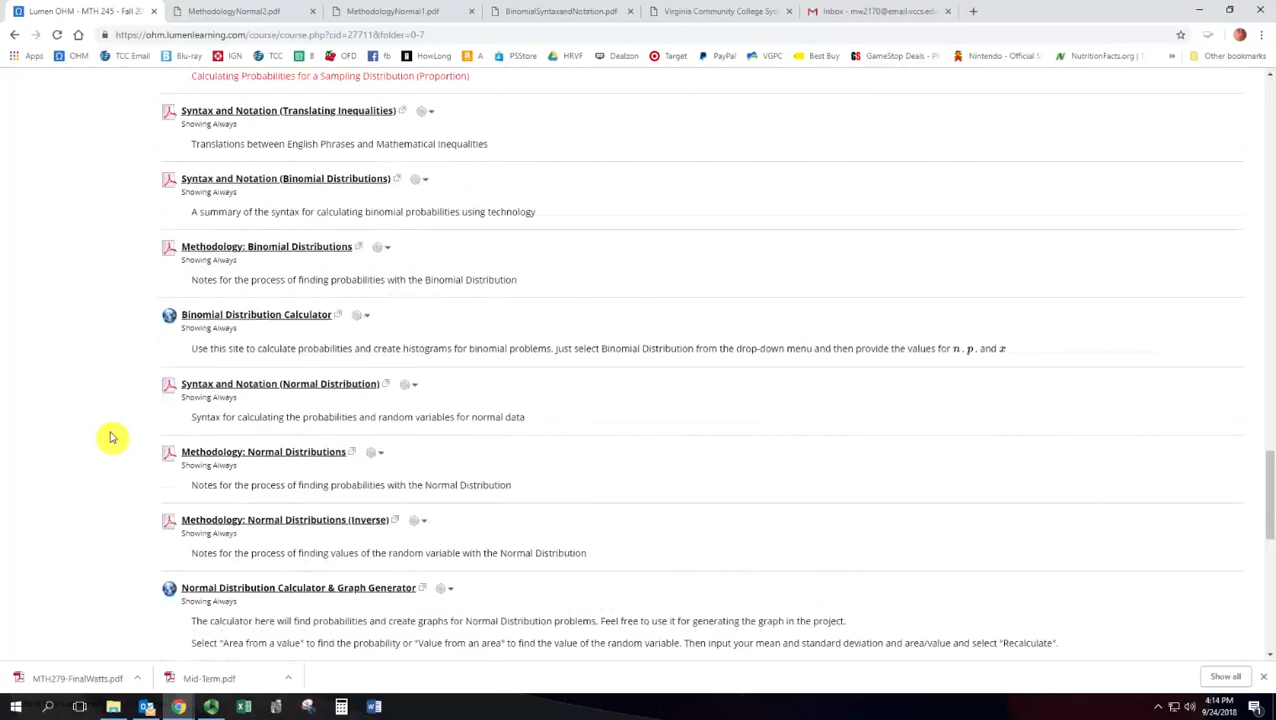 Lumen OHM - MTH 245 - Fall 20
MethodologyNormal2.pdf
MethodologyNormal1.pdf
BinomialSyntaxandNotation.pdf
Virginia Community College Sys
Inbox - mw2170@email.vccs.ed
https://ohm.lumenlearning.com/course/course.php?cid=27711&folder=0-7
Apps OHM TCC Email Blu-ray IGN TCC B OFD fb HowLong A PSStore HRVF Dealzon Target PayPal VGPC Best Buy GameStop Deals - P Nintendo - Official S NutritionFacts.org | » Other bookmarks
Calculating Probabilities for a Sampling Distribution (Proportion)
Syntax and Notation (Translating Inequalities)
Showing Always
Translations between English Phrases and Mathematical Inequalities
Syntax and Notation (Binomial Distributions)
Showing Always
A summary of the syntax for calculating binomial probabilities using technology
Methodology: Binomial Distributions
Showing Always
Notes for the process of finding probabilities with the Binomial Distribution
Binomial Distribution Calculator
Showing Always
Use this site to calculate probabilities and create histograms for binomial problems. Just select Binomial Distribution from the drop-down menu and then provide the values for n , p , and x
Syntax and Notation (Normal Distribution)
Showing Always
Syntax for calculating the probabilities and random variables for normal data
Methodology: Normal Distributions
Showing Always
Notes for the process of finding probabilities with the Normal Distribution
Methodology: Normal Distributions (Inverse)
Showing Always
Notes for the process of finding values of the random variable with the Normal Distribution
Normal Distribution Calculator & Graph Generator
Showing Always
The calculator here will find probabilities and create graphs for Normal Distribution problems. Feel free to use it for generating the graph in the project.
Select "Area from a value" to find the probability or "Value from an area" to find the value of the random variable. Then input your mean and standard deviation and area/value and select "Recalculate".
MTH279-FinalWatts.pdf
Mid-Term.pdf
Show all
4:14 PM
9/24/2018